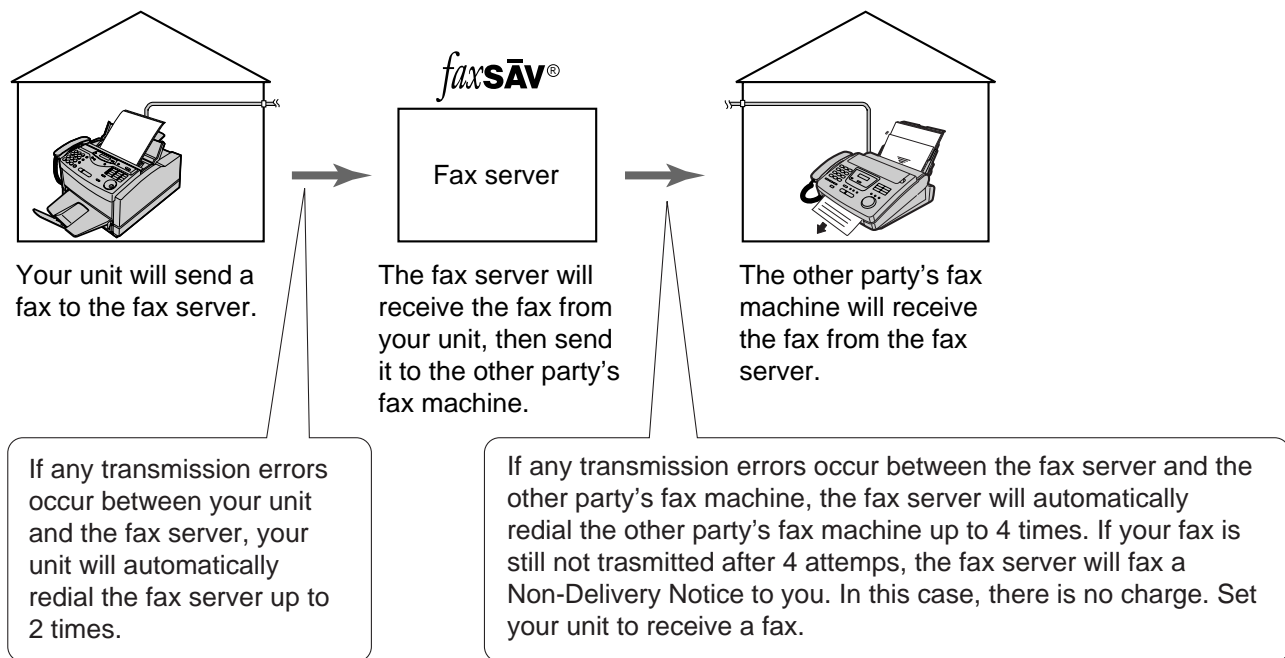 faxSĀV®
Fax server
Your unit will send a
fax to the fax server.
The fax server will
receive the fax from
your unit, then send
it to the other party's
fax machine.
The other party's fax
machine will receive
the fax from the fax
server.
If any transmission errors
occur between your unit
and the fax server, your
unit will automatically
redial the fax server up to
2 times.
If any transmission errors occur between the fax server and the
other party's fax machine, the fax server will automatically
redial the other party's fax machine up to 4 times. If your fax is
still not trasmitted after 4 attemps, the fax server will fax a
Non-Delivery Notice to you. In this case, there is no charge. Set
your unit to receive a fax.